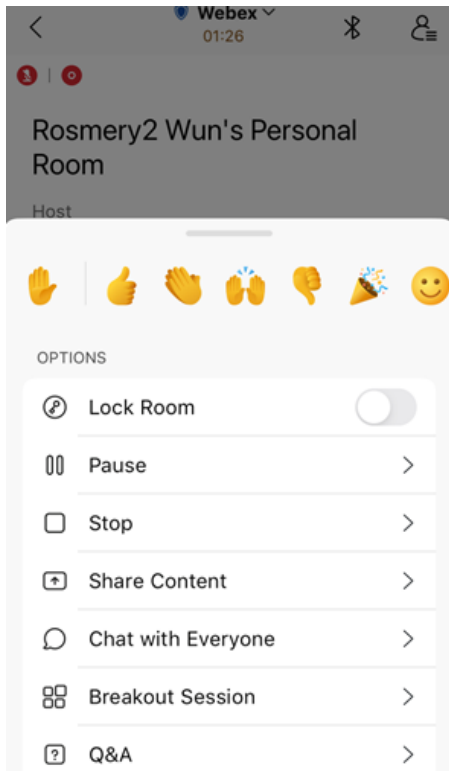 Webex
01:26
Rosmery2 Wun's Personal
Room
Host
OPTIONS
Lock Room
Pause
Stop
Share Content
Chat with Everyone
Breakout Session
Q&A